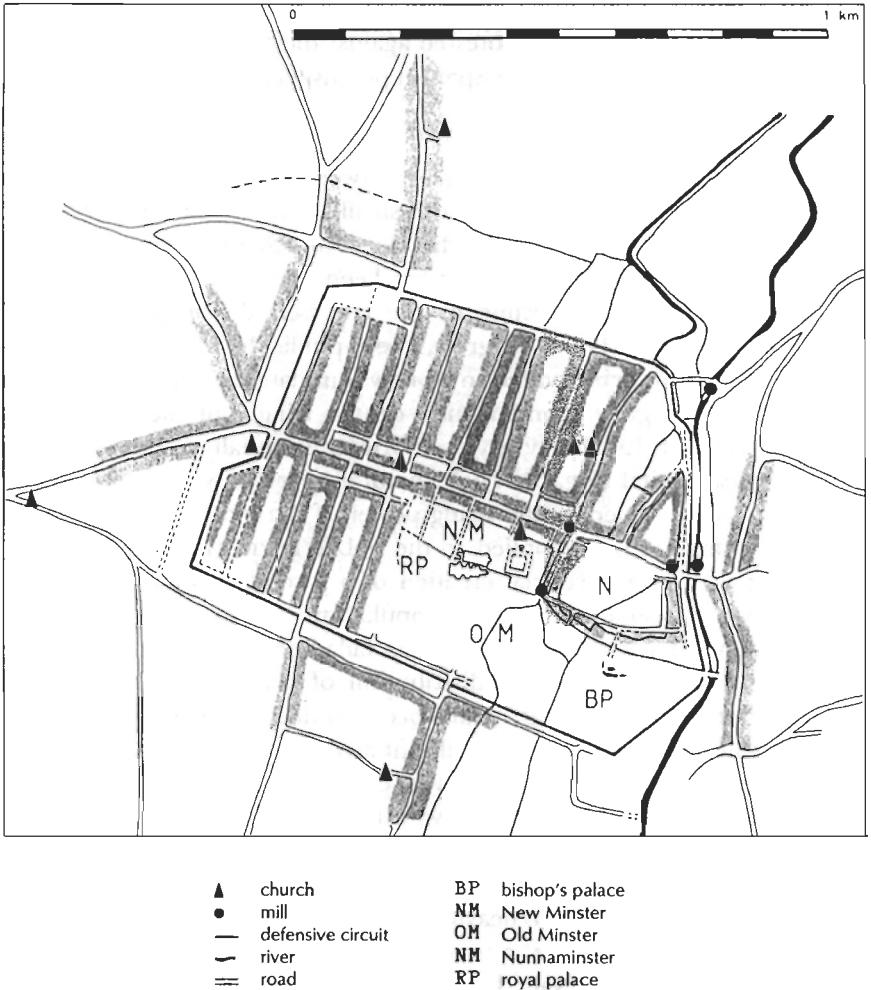 0 1 km
N M
RP
N
O M
BP
church
mill
defensive circuit
river
road
BP bishop's palace
NM New Minster
OM Old Minster
NM Nunnaminster
RP royal palace